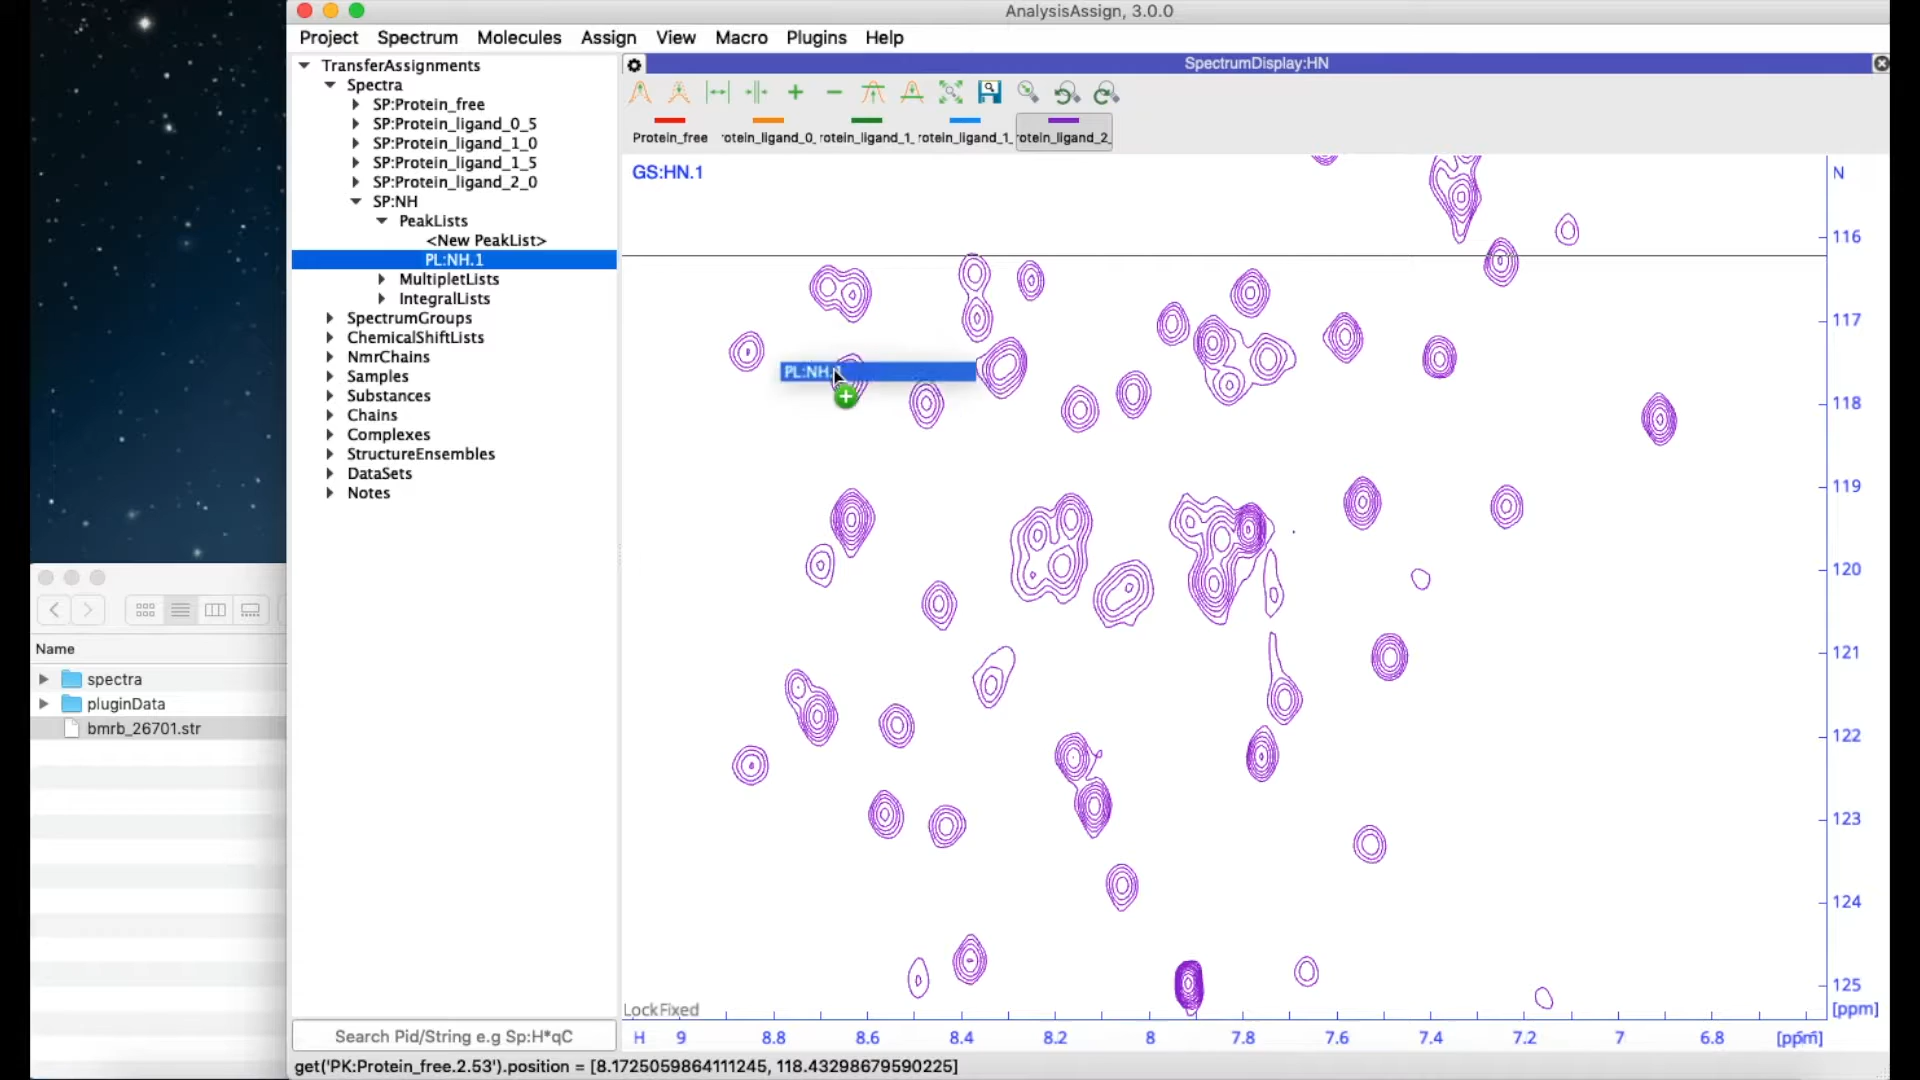 AnalysisAssign, 3.0.0
Project Spectrum Molecules Assign View Macro Plugins Help
TransferAssignments
Spectra
SP:Protein_free
SP:Protein_ligand_0_5
SP:Protein_ligand_1_0
SP:Protein_ligand_1_5
SP:Protein_ligand_2_0
SP:NH
PeakLists
<New PeakList>
PL:NH.1
MultipletLists
IntegralLists
SpectrumGroups
ChemicalShiftLists
NmrChains
Samples
Substances
Chains
Complexes
StructureEnsembles
DataSets
Notes
Search Pid/String e.g Sp:H*qC
SpectrumDisplay:HN
Protein_free rotein_ligand_0_ rotein_ligand_1_ rotein_ligand_1_ rotein_ligand_2_
GS:HN.1
N
116
117
PL:NH.1
118
119
120
121
122
123
124
125
[ppm]
LockFixed
H 9 8.8 8.6 8.4 8.2 8 7.8 7.6 7.4 7.2 7 6.8 [ppm]
get('PK:Protein_free.2.53').position = [8.1725059864111245, 118.43298679590225]
Name
spectra
pluginData
bmrb_26701.str